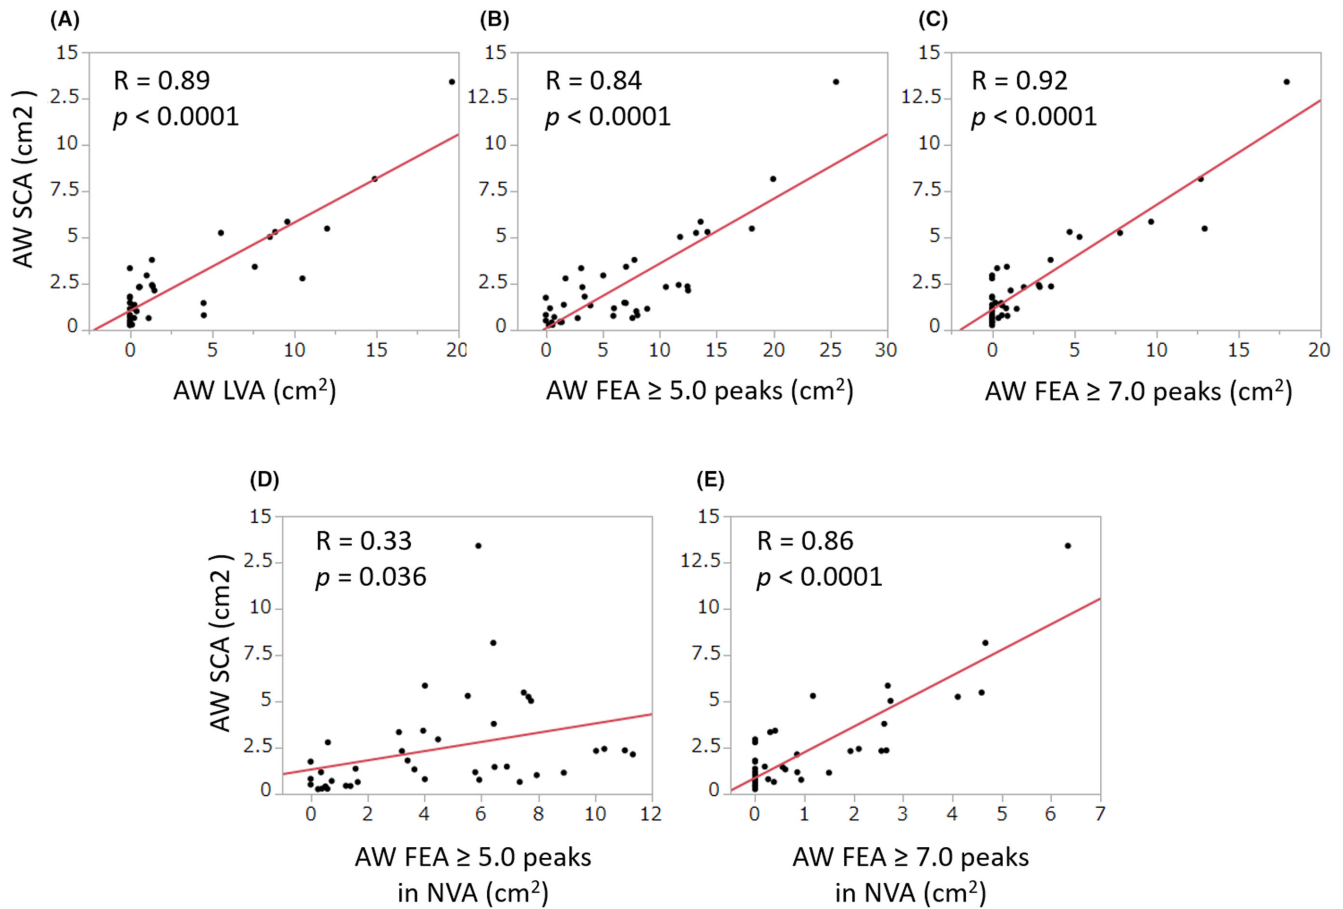 (A)
R = 0.89
p < 0.0001
15
2.5
10
7.5
5
2.5
0
0 5 10 15 20
AW SCA (cm2 )
AW LVA (cm²)
(B)
R = 0.84
p < 0.0001
15
12.5
10
7.5
5
2.5
0
0 5 10 15 20 25 30
AW FEA ≥ 5.0 peaks (cm²)
(C)
R = 0.92
p < 0.0001
15
12.5
10
7.5
5
2.5
0
0 5 10 15 20
AW FEA ≥ 7.0 peaks (cm²)
(D)
R = 0.33
p = 0.036
15
2.5
10
7.5
5
2.5
0
0 2 4 6 8 10 12
AW SCA (cm2 )
AW FEA ≥ 5.0 peaks
in NVA (cm²)
(E)
R = 0.86
p < 0.0001
15
2.5
10
7.5
5
2.5
0
0 1 2 3 4 5 6 7
AW FEA ≥ 7.0 peaks
in NVA (cm²)